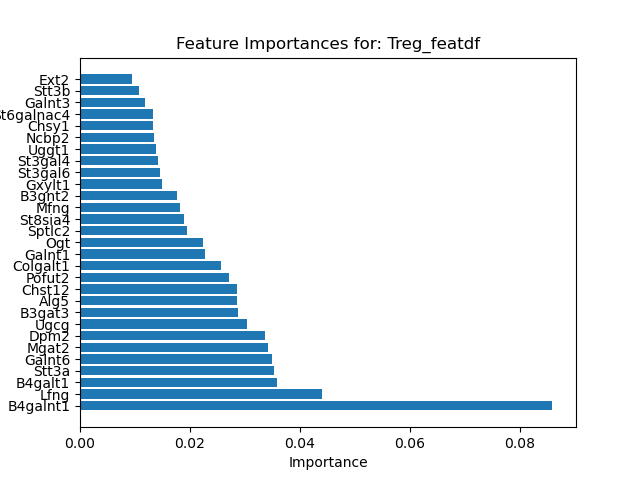 Feature Importances for: Treg_featdf
Ext2
Stt3b
Galnt3
St6galnac4
Chsy1
Ncbp2
Uggt1
St3gal4
St3gal6
Gxylt1
B3gnt2
Mfng
St8sia4
Sptlc2
Ogt
Galnt1
Colgalt1
Pofut2
Chst12
Alg5
B3gat3
Ugcg
Dpm2
Mgat2
Galnt6
Stt3a
B4galt1
Lfng
B4galnt1
0.00 0.02 0.04 0.06 0.08
Importance